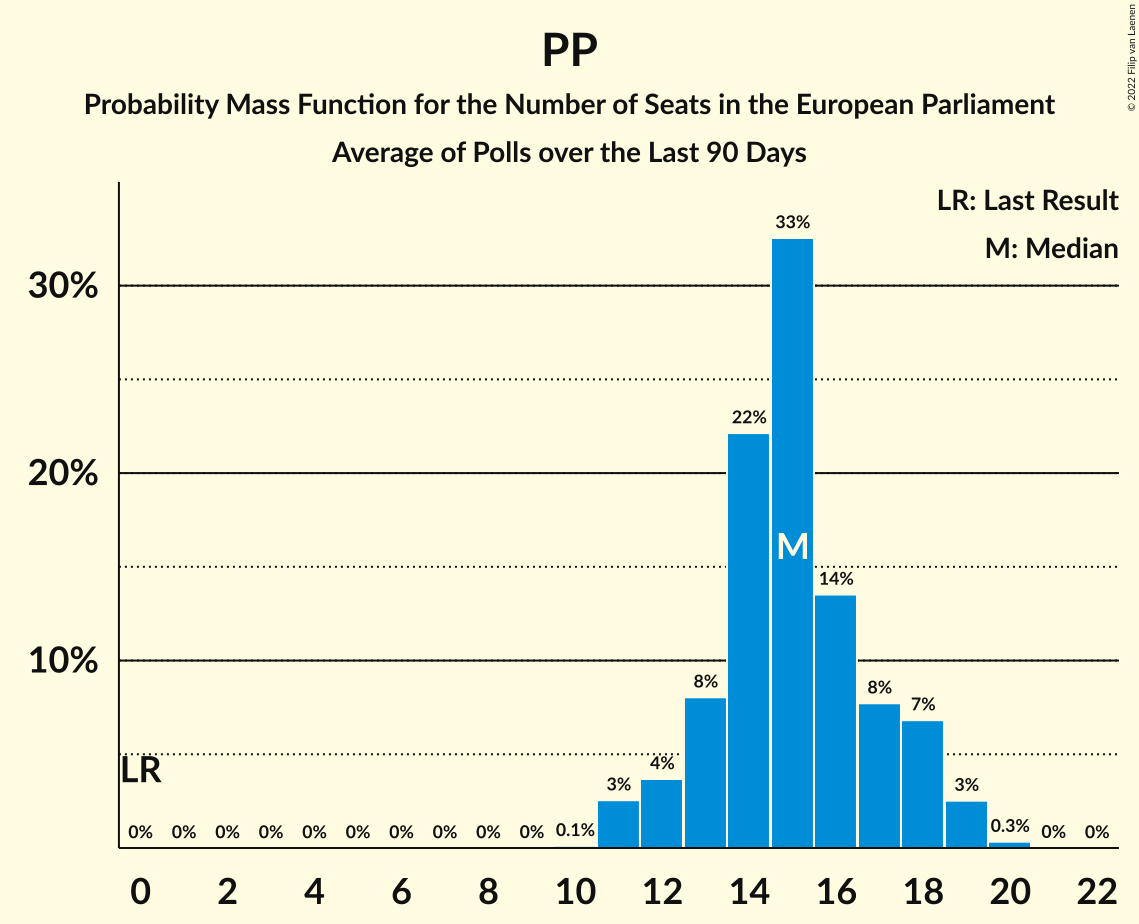 PP
Probability Mass Function for the Number of Seats in the European Parliament
Average of Polls over the Last 90 Days
© 2022 Filip van Laenen
LR: Last Result
M: Median
33%
30%
22%
20%
M
14%
10%
8%
8%
7%
LR
4%
3%
3%
0% 0% 0% 0% 0% 0% 0% 0% 0% 0% 0.1% 0.3% 0% 0%
0 2 4 6 8 10 12 14 16 18 20 22